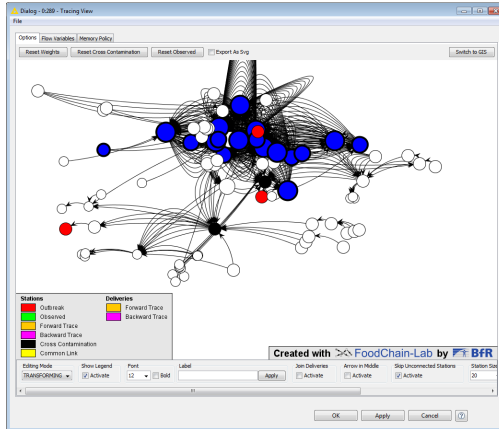 Dialog - 0:289 - Tracing View
File
Options Flow Variables Memory Policy
Reset Weights Reset Cross Contamination Reset Observed Export As Svg Switch to GIS
Stations Deliveries
Outbreak Forward Trace
Observed Backward Trace
Forward Trace
Backward Trace
Cross Contamination
Common Link
Created with FoodChain-Lab by BfR
Editing Mode Show Legend Font Label Join Deliveries Arrow in Middle Skip Unconnected Stations Station Size
TRANSFORMING Activate 12 Bold Apply Activate Activate Activate 20
OK Apply Cancel ?